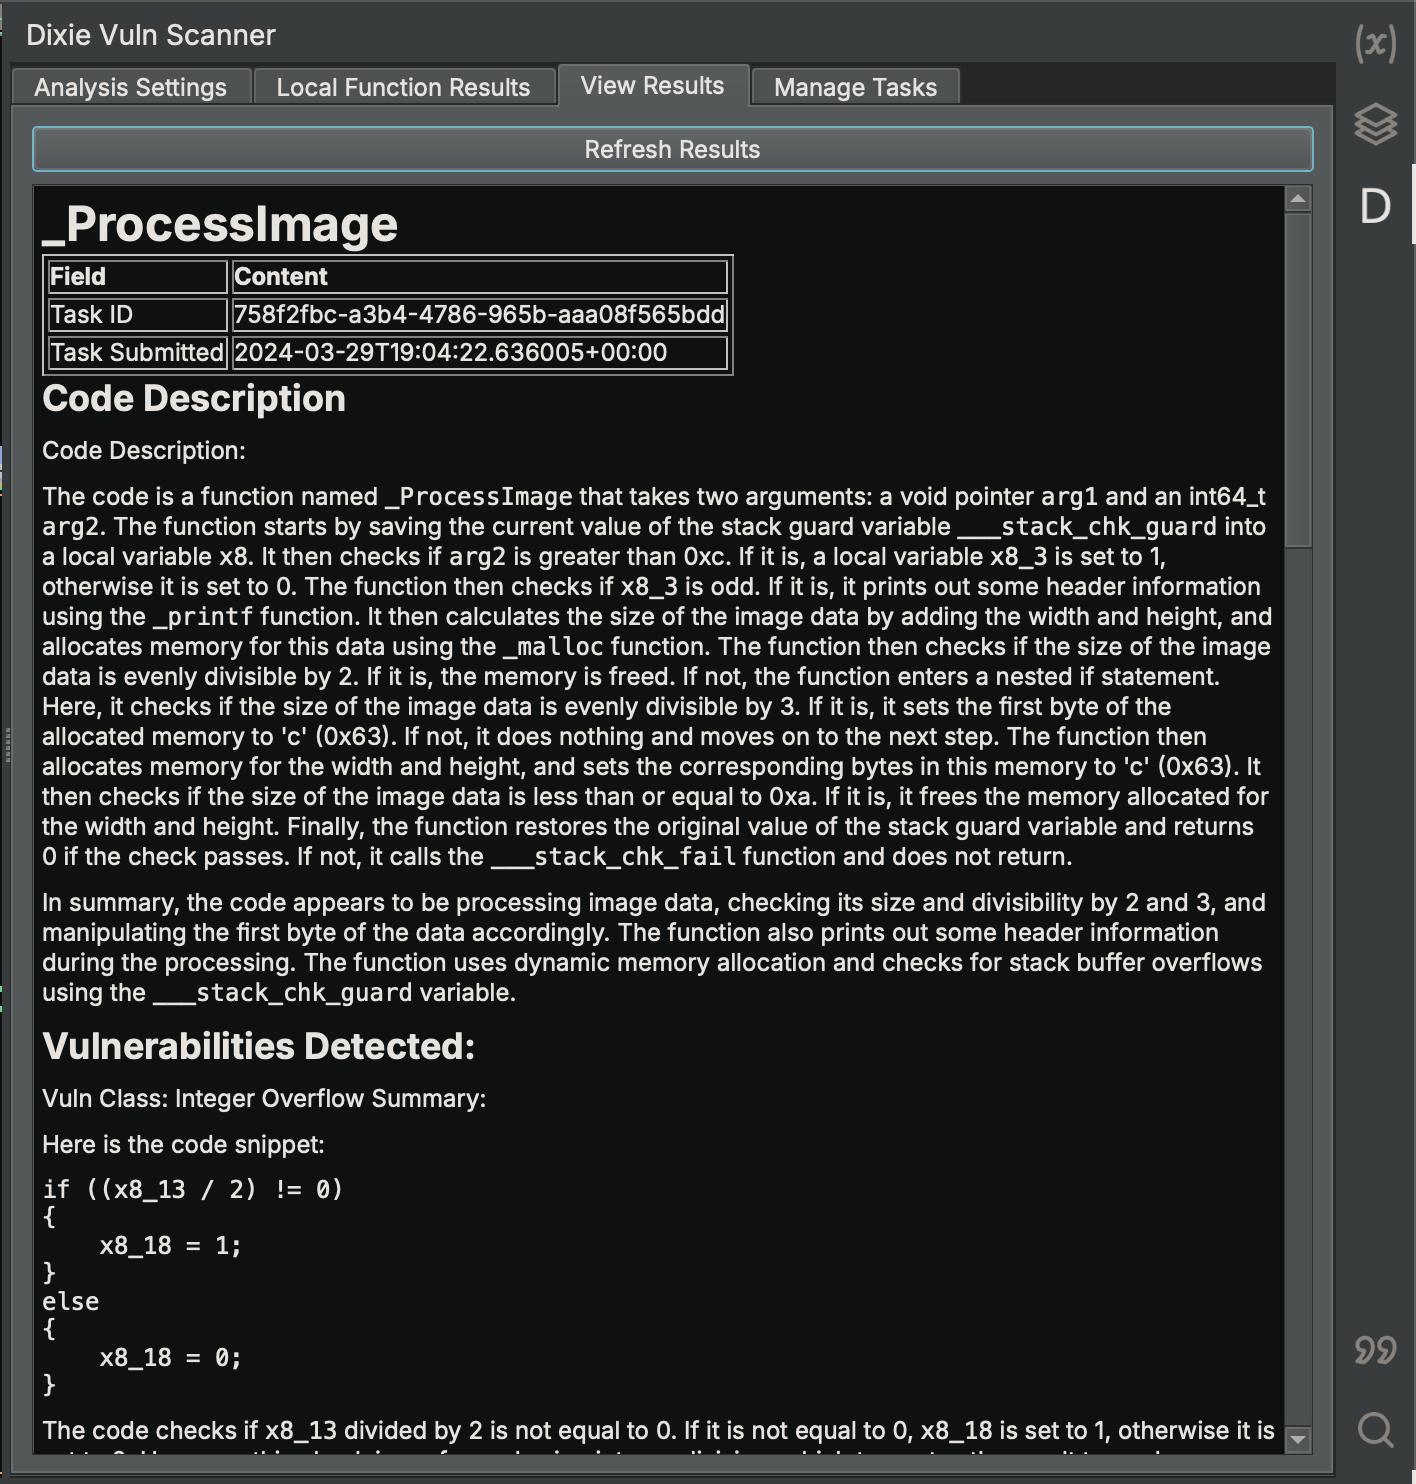 Dixie Vuln Scanner
Analysis Settings
Local Function Results
View Results
Manage Tasks
Refresh Results
_ProcessImage
Field Content
Task ID 758f2fbc-a3b4-4786-965b-aaa08f565bdd
Task Submitted 2024-03-29T19:04:22.636005+00:00
Code Description
Code Description:
The code is a function named _ProcessImage that takes two arguments: a void pointer arg1 and an int64_t
arg2. The function starts by saving the current value of the stack guard variable ___stack_chk_guard into
a local variable x8. It then checks if arg2 is greater than 0xc. If it is, a local variable x8_3 is set to 1,
otherwise it is set to 0. The function then checks if x8_3 is odd. If it is, it prints out some header information
using the _printf function. It then calculates the size of the image data by adding the width and height, and
allocates memory for this data using the _malloc function. The function then checks if the size of the image
data is evenly divisible by 2. If it is, the memory is freed. If not, the function enters a nested if statement.
Here, it checks if the size of the image data is evenly divisible by 3. If it is, it sets the first byte of the
allocated memory to 'c' (0x63). If not, it does nothing and moves on to the next step. The function then
allocates memory for the width and height, and sets the corresponding bytes in this memory to 'c' (0x63). It
then checks if the size of the image data is less than or equal to 0xa. If it is, it frees the memory allocated for
the width and height. Finally, the function restores the original value of the stack guard variable and returns
0 if the check passes. If not, it calls the ___stack_chk_fail function and does not return.
In summary, the code appears to be processing image data, checking its size and divisibility by 2 and 3, and
manipulating the first byte of the data accordingly. The function also prints out some header information
during the processing. The function uses dynamic memory allocation and checks for stack buffer overflows
using the ___stack_chk_guard variable.
Vulnerabilities Detected:
Vuln Class: Integer Overflow Summary:
Here is the code snippet:
if ((x8_13 / 2) != 0)
{
    x8_18 = 1;
}
else
{
    x8_18 = 0;
}
The code checks if x8_13 divided by 2 is not equal to 0. If it is not equal to 0, x8_18 is set to 1, otherwise it is
(x)
D